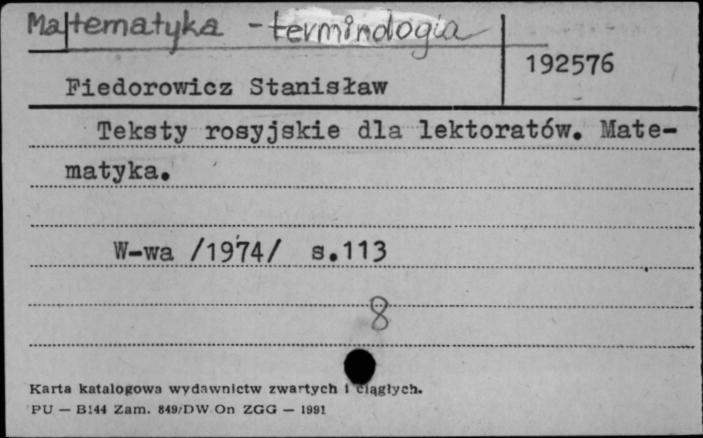 Matematyka - terminologia
192576
Fiedorowicz Stanisław
Teksty rosyjskie dla lektoratów. Mate-
matyka.
W-wa /1974/ s.113
8
Karta katalogowa wydawnictw zwartych i ciągłych.
PU — B144 Zam. 849/DW On ZGG — 1991